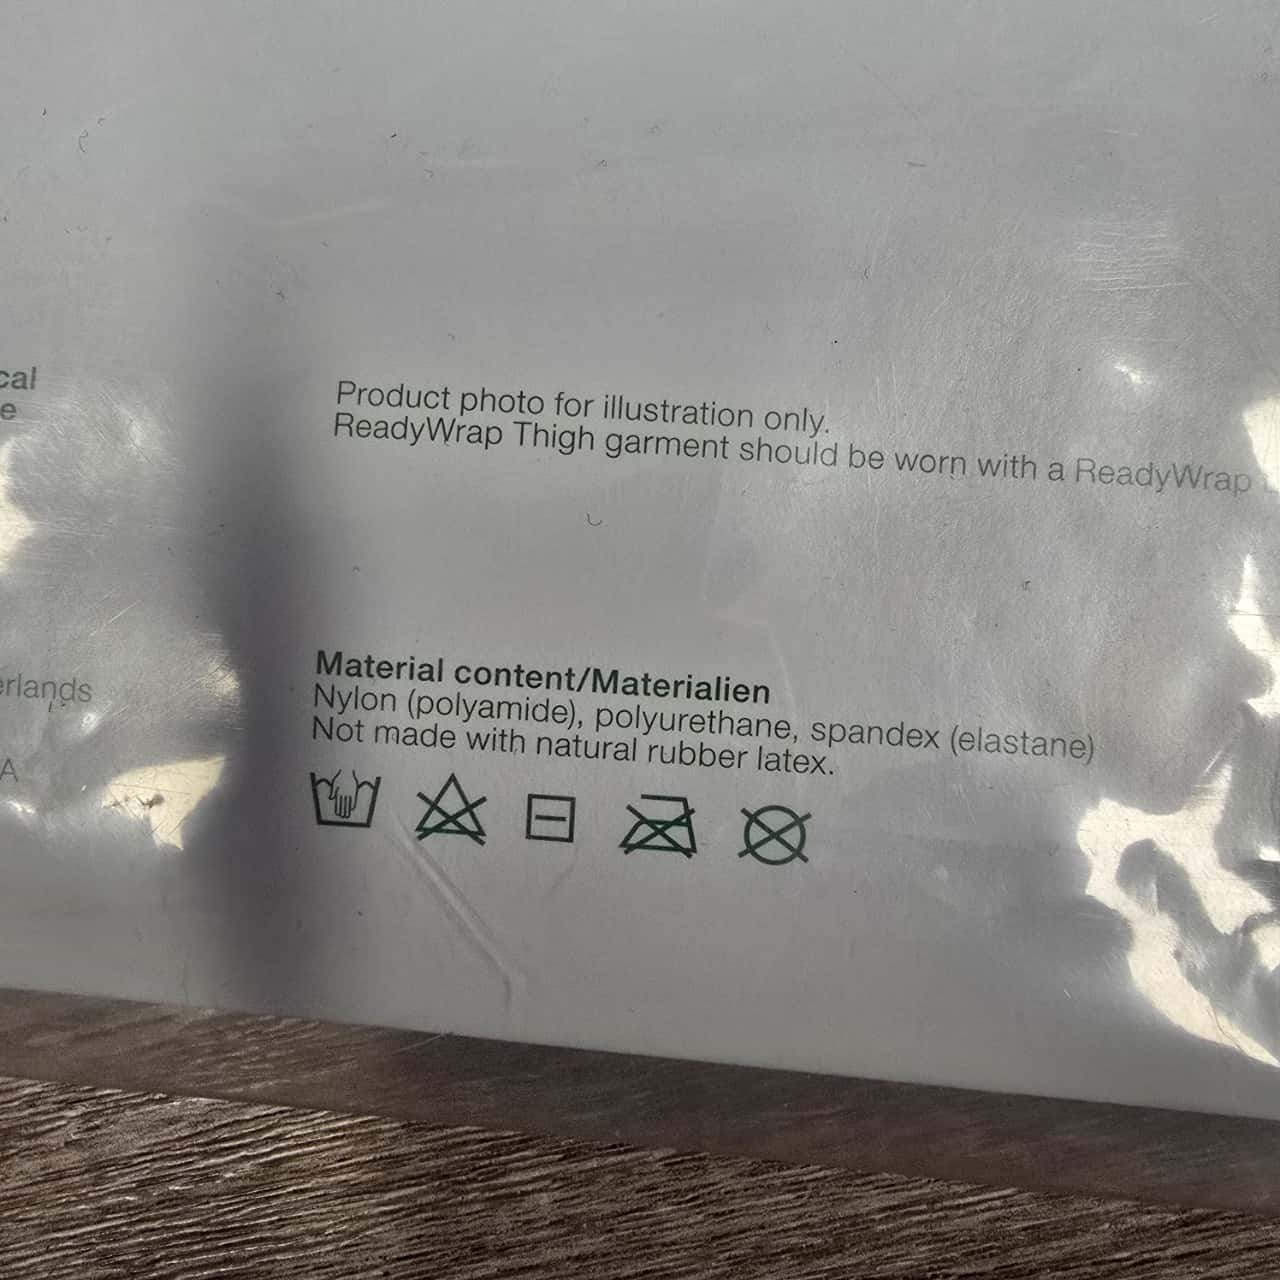 cal
e
Product photo for illustration only.
ReadyWrap Thigh garment should be worn with a ReadyWrap
Material content/Materialien
Nylon (polyamide), polyurethane, spandex (elastane)
Not made with natural rubber latex.
erlands
A